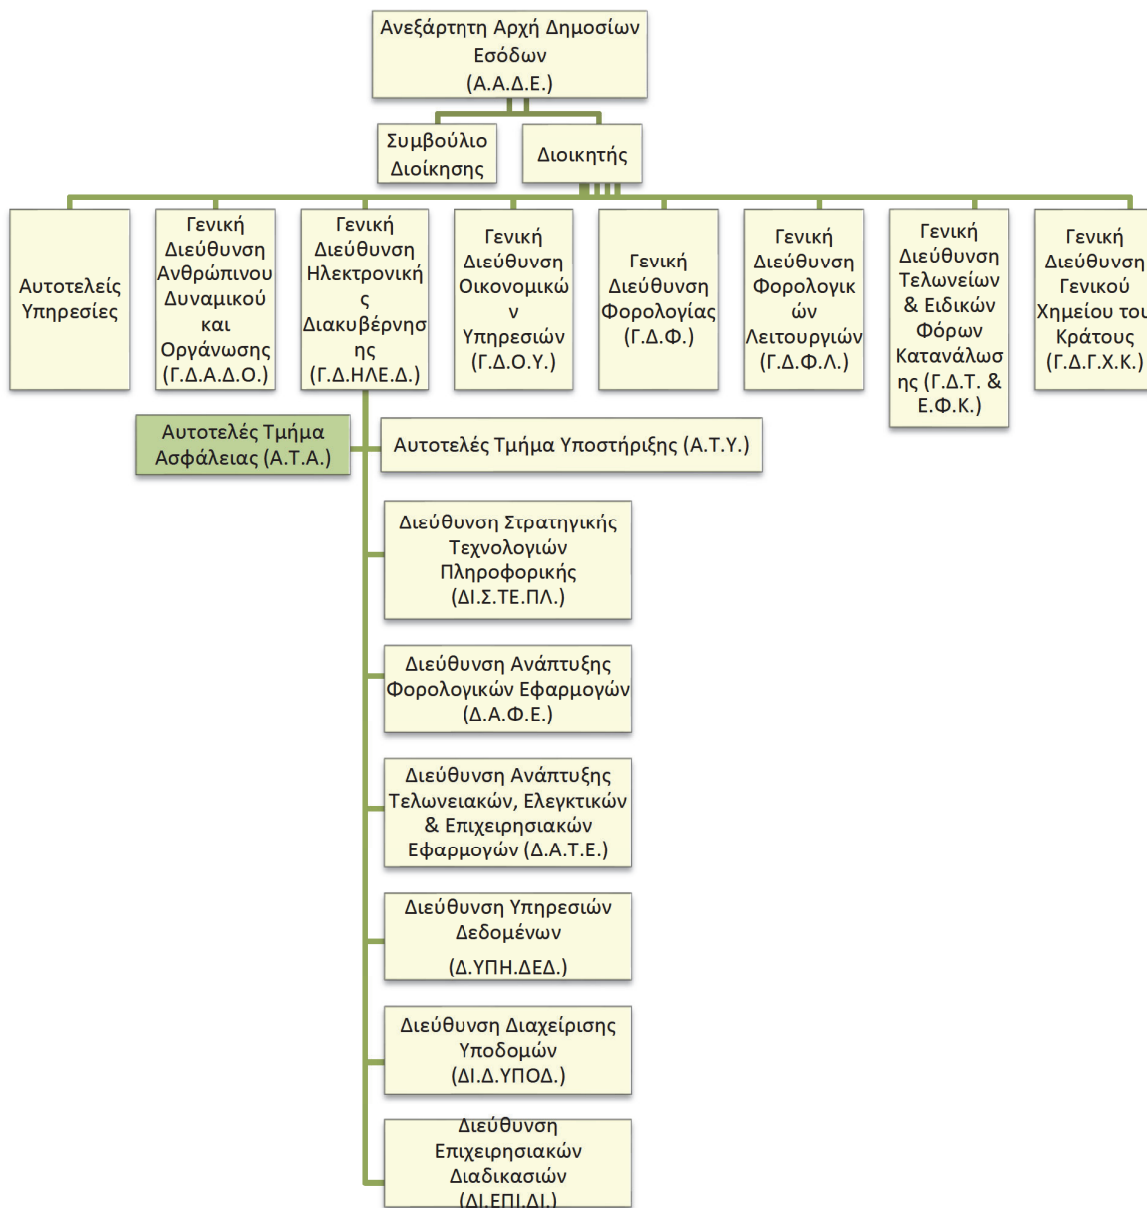 Ανεξάρτητη Αρχή Δημοσίων
Εσόδων
(Α.Α.Δ.Ε.)
Συμβούλιο
Διοίκησης
Διοικητής
Αυτοτελείς
Υπηρεσίες
Γενική
Διεύθυνση
Ανθρώπινου
Δυναμικού
και
Οργάνωσης
(Γ.Δ.Α.Δ.Ο.)
Γενική
Διεύθυνση
Ηλεκτρονική
ς
Διακυβέρνησ
ης
(Γ.Δ.ΗΛΕ.Δ.)
Γενική
Διεύθυνση
Οικονομικώ
ν
Υπηρεσιών
(Γ.Δ.Ο.Υ.)
Γενική
Διεύθυνση
Φορολογίας
(Γ.Δ.Φ.)
Γενική
Διεύθυνση
Φορολογικ
ών
Λειτουργιών
(Γ.Δ.Φ.Λ.)
Γενική
Διεύθυνση
Τελωνείων
& Ειδικών
Φόρων
Κατανάλωσ
ης (Γ.Δ.Τ. &
Ε.Φ.Κ.)
Γενική
Διεύθυνση
Γενικού
Χημείου του
Κράτους
(Γ.Δ.Γ.Χ.Κ.)
Αυτοτελές Τμήμα
Ασφάλειας (Α.Τ.Α.)
Αυτοτελές Τμήμα Υποστήριξης (Α.Τ.Υ.)
Διεύθυνση Στρατηγικής
Τεχνολογιών
Πληροφορικής
(ΔΙ.Σ.ΤΕ.ΠΛ.)
Διεύθυνση Ανάπτυξης
Φορολογικών Εφαρμογών
(Δ.Α.Φ.Ε.)
Διεύθυνση Ανάπτυξης
Τελωνειακών, Ελεγκτικών
& Επιχειρησιακών
Εφαρμογών (Δ.Α.Τ.Ε.)
Διεύθυνση Υπηρεσιών
Δεδομένων
(Δ.ΥΠΗ.ΔΕΔ.)
Διεύθυνση Διαχείρισης
Υποδομών
(ΔΙ.Δ.ΥΠΟΔ.)
Διεύθυνση
Επιχειρησιακών
Διαδικασιών
(ΔΙ.ΕΠΙ.ΔΙ.)